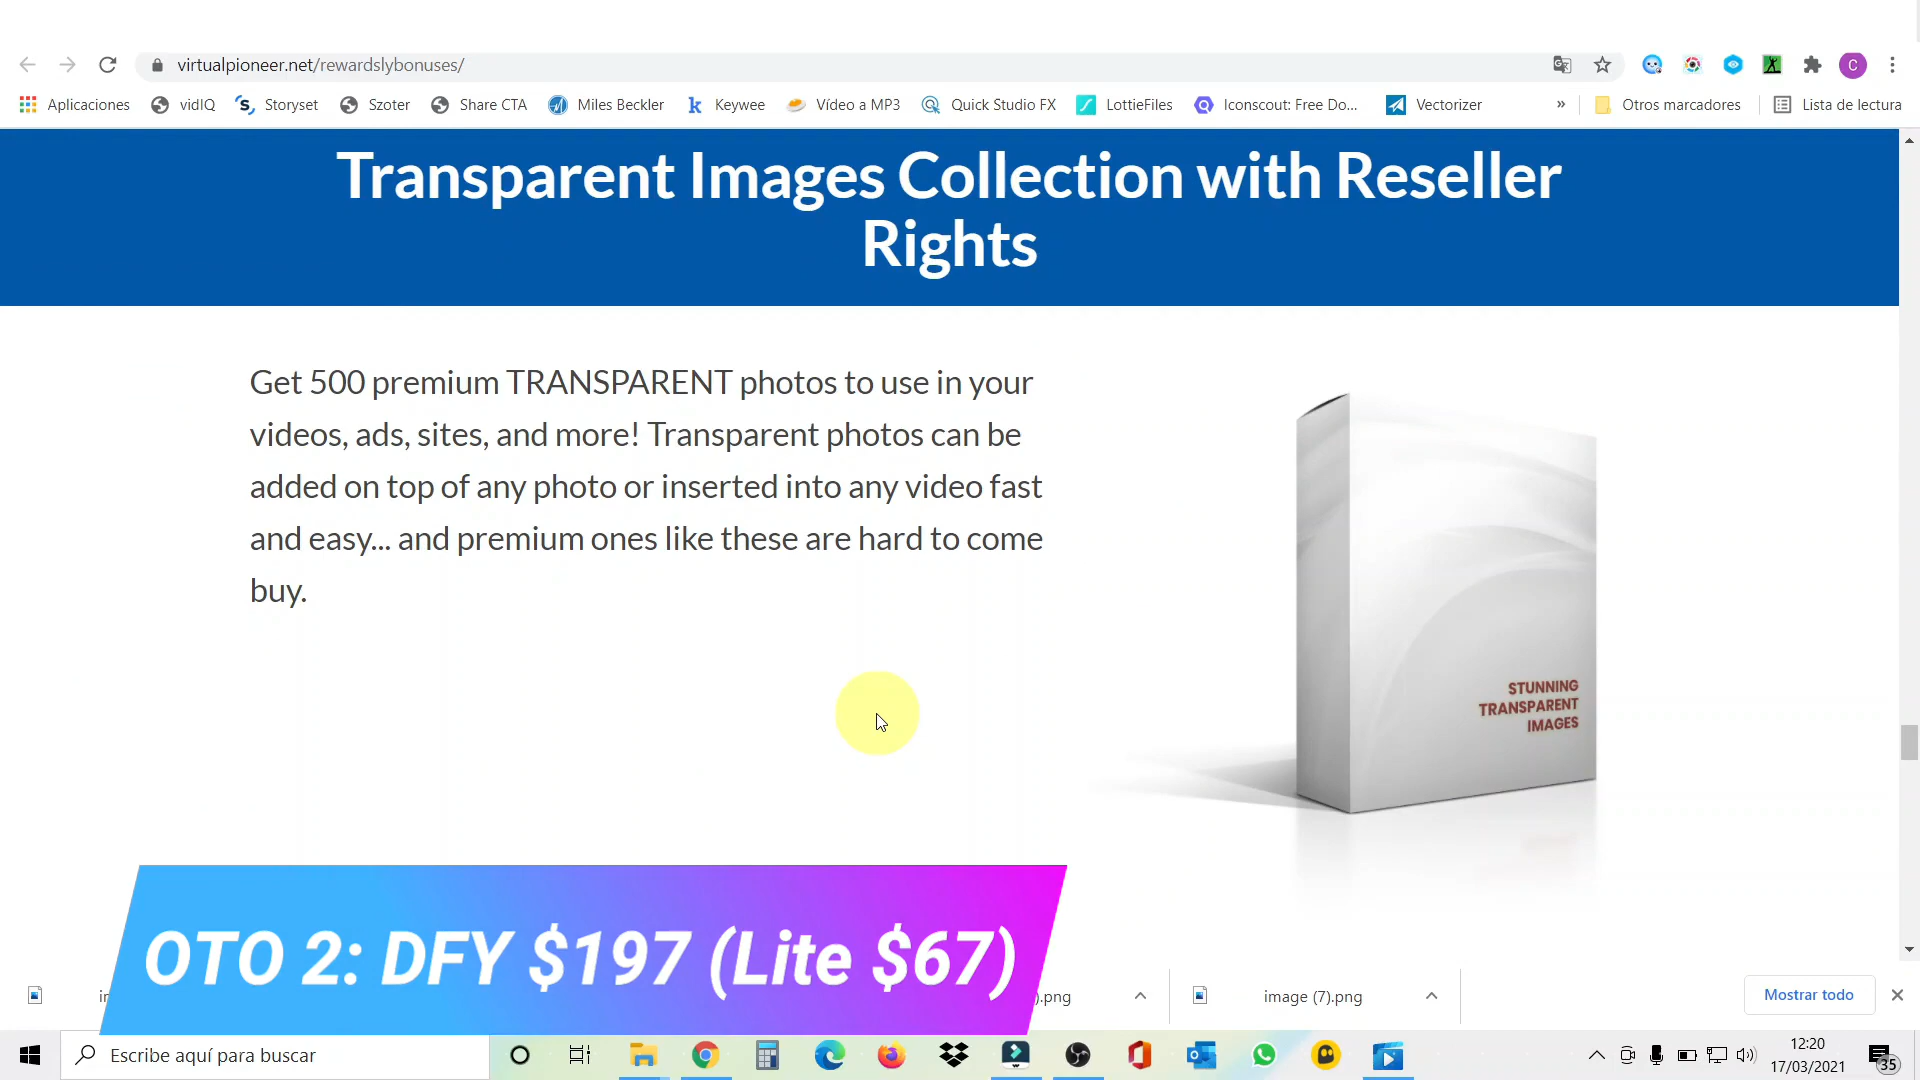 virtualpioneer.net/rewardslybonuses/
C
Aplicaciones vidIQ Storyset Szoter Share CTA Miles Beckler Keywee Vídeo a MP3 Quick Studio FX LottieFiles Iconscout: Free Do... Vectorizer » Otros marcadores Lista de lectura
Transparent Images Collection with Reseller
Rights
Get 500 premium TRANSPARENT photos to use in your
videos, ads, sites, and more! Transparent photos can be
added on top of any photo or inserted into any video fast
and easy... and premium ones like these are hard to come
buy.
STUNNING
TRANSPARENT
IMAGES
OTO 2: DFY $197 (Lite $67)
).png
image (7).png
Mostrar todo
Escribe aquí para buscar
12:20
17/03/2021
35